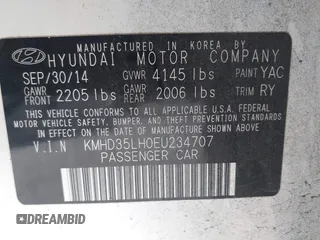 MANUFACTURED IN KOREA BY
HYUNDAI MOTOR COMPANY
SEP/30/14 GVWR 4145 lbs PAINT YAC
GAWR FRONT 2205 lbs GAWR REAR 2006 lbs TRIM RY
THIS VEHICLE CONFORMS TO ALL APPLICABLE FEDERAL
MOTOR VEHICLE SAFETY, BUMPER, AND THEFT PREVENTION
STANDARDS IN EFFECT ON THE DATE OF MANUFACTURE SHOWN ABOVE.
V.I.N KMHD35LH0EU234707
PASSENGER CAR
DREAMBID